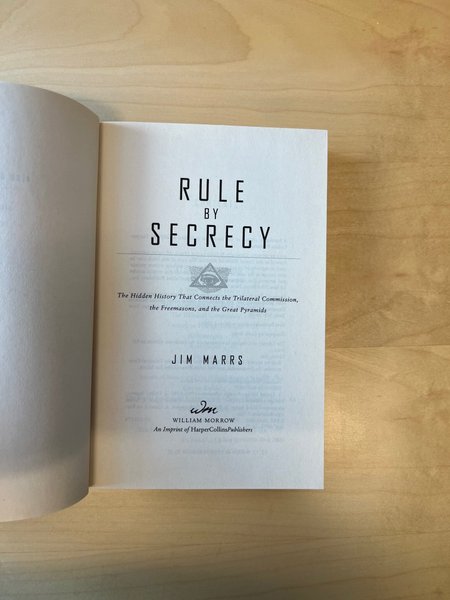 RULE
BY
SECRECY
The Hidden History That Connects the Trilateral Commission,
the Freemasons, and the Great Pyramids
JIM MARRS
wm
WILLIAM MORROW
An Imprint of HarperCollinsPublishers